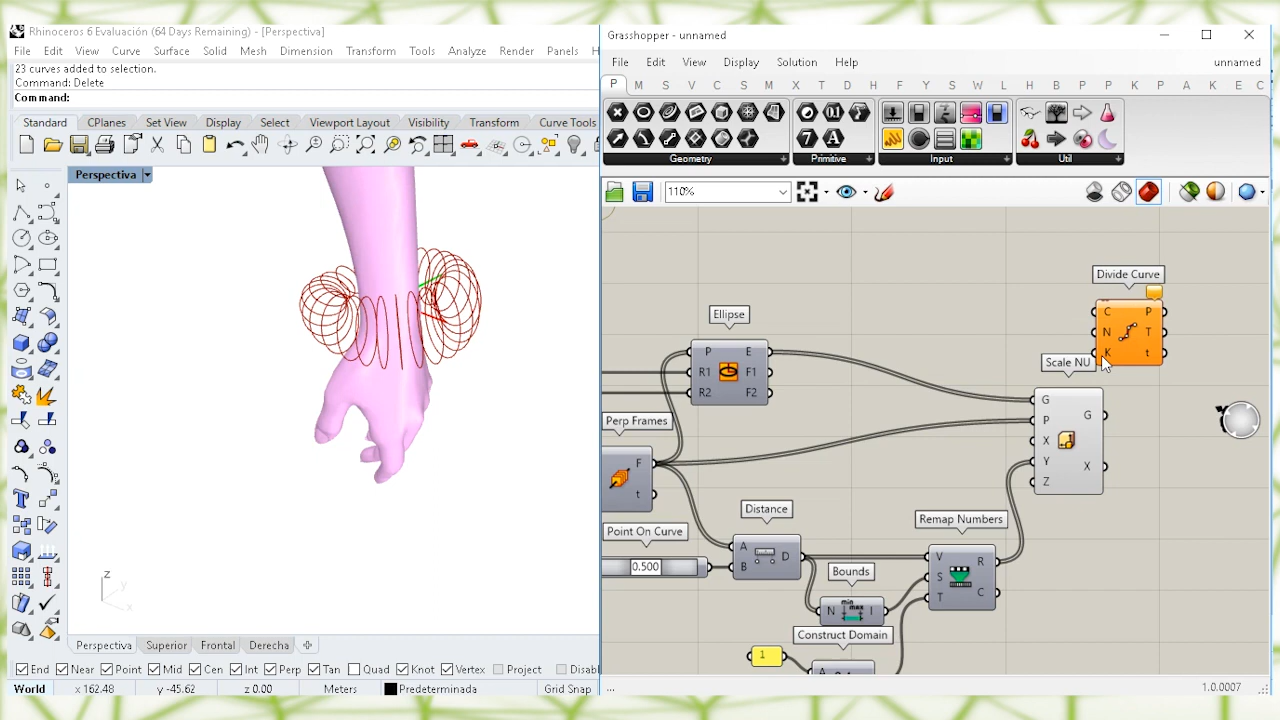 Rhinoceros 6 Evaluación (64 Days Remaining) - [Perspectiva]
File Edit View Curve Surface Solid Mesh Dimension Transform Tools Analyze Render Panels H
23 curves added to selection.
Command: Delete
Command:
Standard CPlanes Set View Display Viewport Layout Visibility Transform Curve Tools
Perspectiva
z
y
x
Perspectiva Superior Frontal Derecha
End Near Point Mid Cen Int Perp Tan Quad Knot Vertex Project Disabl
World x 162.48 y -45.62 z 0.00 Meters Predeterminada Grid Snap
Grasshopper - unnamed
File Edit View Display Solution Help unnamed
P M S V C S M X T D H F Y S W L H B P P K P A K E C
Geometry Primitive Input Util
110%
Divide Curve
C P
N T
K t
Ellipse
P E
R1 F1
R2 F2
Scale NU
G
P G
X
Y X
Z
Perp Frames
F
t
Point On Curve
0.500
Distance
A D
B
Bounds
N I
min
max
Remap Numbers
V R
S
T C
Construct Domain
1
A
... 1.0.0007